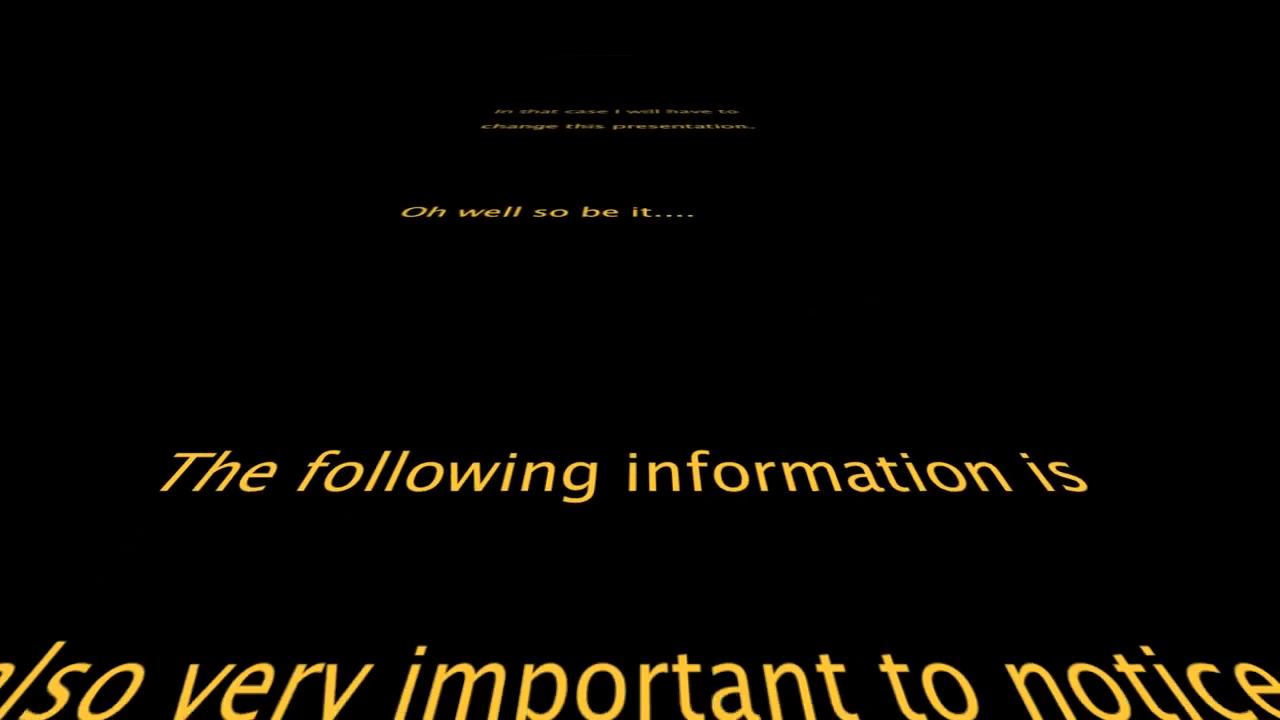 In that case I will have to
change this presentation.
Oh well so be it....
The following information is
also very important to notice